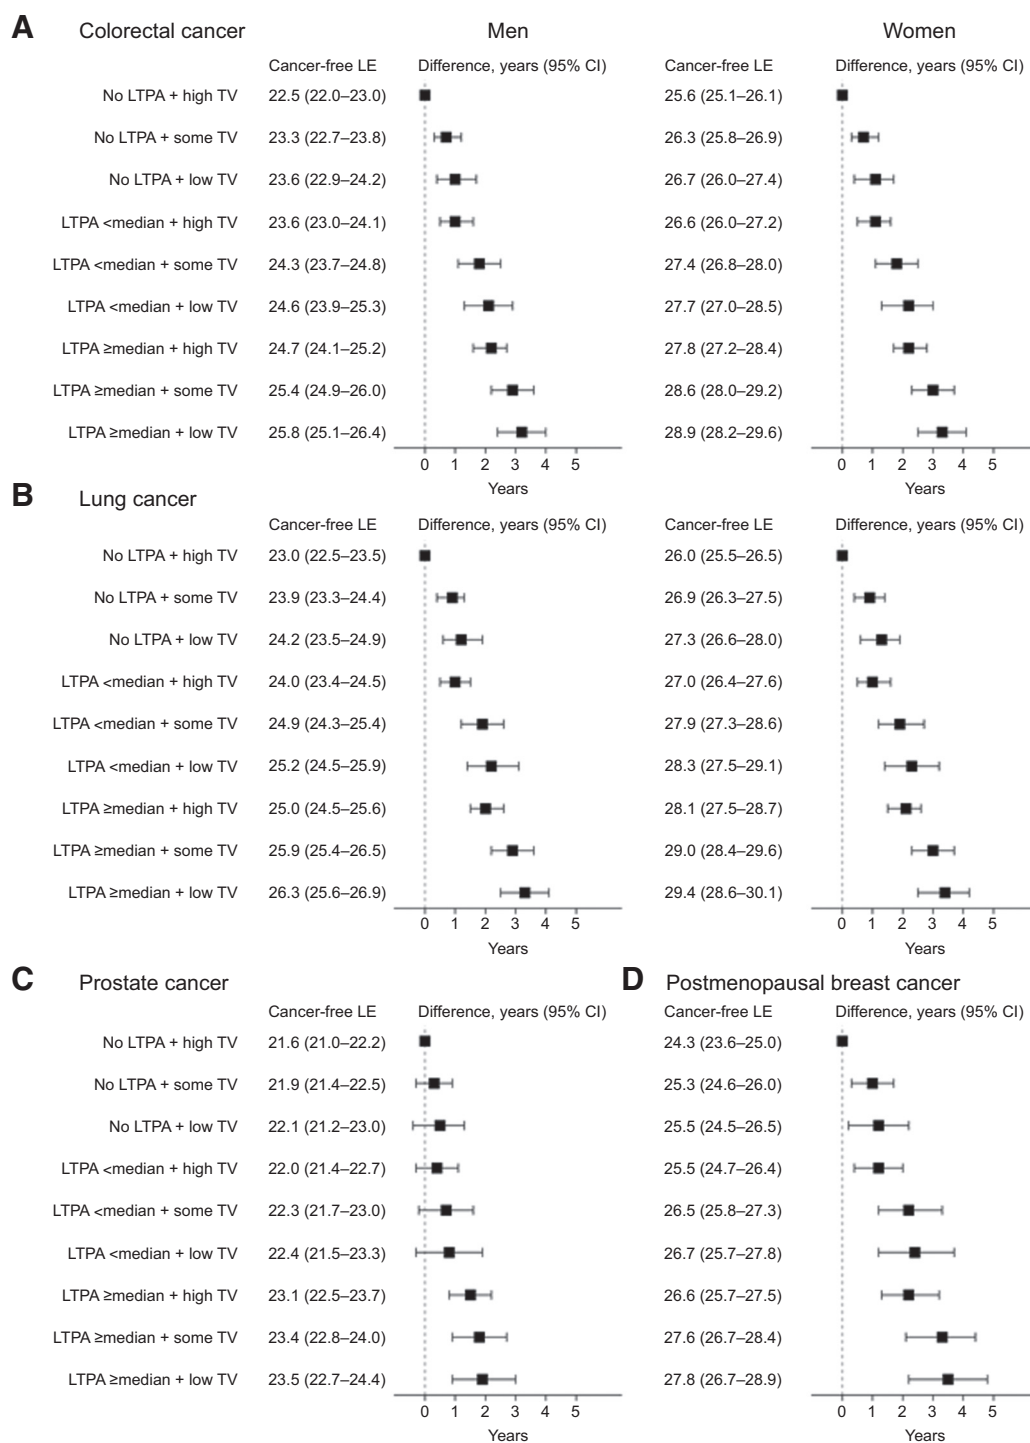 A Colorectal cancer Men Women
Cancer-free LE Difference, years (95% CI) Cancer-free LE Difference, years (95% CI)
No LTPA + high TV 22.5 (22.0–23.0) 25.6 (25.1–26.1)
No LTPA + some TV 23.3 (22.7–23.8) 26.3 (25.8–26.9)
No LTPA + low TV 23.6 (22.9–24.2) 26.7 (26.0–27.4)
LTPA <median + high TV 23.6 (23.0–24.1) 26.6 (26.0–27.2)
LTPA <median + some TV 24.3 (23.7–24.8) 27.4 (26.8–28.0)
LTPA <median + low TV 24.6 (23.9–25.3) 27.7 (27.0–28.5)
LTPA ≥median + high TV 24.7 (24.1–25.2) 27.8 (27.2–28.4)
LTPA ≥median + some TV 25.4 (24.9–26.0) 28.6 (28.0–29.2)
LTPA ≥median + low TV 25.8 (25.1–26.4) 28.9 (28.2–29.6)
0 1 2 3 4 5 0 1 2 3 4 5
Years Years
B Lung cancer
Cancer-free LE Difference, years (95% CI) Cancer-free LE Difference, years (95% CI)
No LTPA + high TV 23.0 (22.5–23.5) 26.0 (25.5–26.5)
No LTPA + some TV 23.9 (23.3–24.4) 26.9 (26.3–27.5)
No LTPA + low TV 24.2 (23.5–24.9) 27.3 (26.6–28.0)
LTPA <median + high TV 24.0 (23.4–24.5) 27.0 (26.4–27.6)
LTPA <median + some TV 24.9 (24.3–25.4) 27.9 (27.3–28.6)
LTPA <median + low TV 25.2 (24.5–25.9) 28.3 (27.5–29.1)
LTPA ≥median + high TV 25.0 (24.5–25.6) 28.1 (27.5–28.7)
LTPA ≥median + some TV 25.9 (25.4–26.5) 29.0 (28.4–29.6)
LTPA ≥median + low TV 26.3 (25.6–26.9) 29.4 (28.6–30.1)
0 1 2 3 4 5 0 1 2 3 4 5
Years Years
C Prostate cancer D Postmenopausal breast cancer
Cancer-free LE Difference, years (95% CI) Cancer-free LE Difference, years (95% CI)
No LTPA + high TV 21.6 (21.0–22.2) 24.3 (23.6–25.0)
No LTPA + some TV 21.9 (21.4–22.5) 25.3 (24.6–26.0)
No LTPA + low TV 22.1 (21.2–23.0) 25.5 (24.5–26.5)
LTPA <median + high TV 22.0 (21.4–22.7) 25.5 (24.7–26.4)
LTPA <median + some TV 22.3 (21.7–23.0) 26.5 (25.8–27.3)
LTPA <median + low TV 22.4 (21.5–23.3) 26.7 (25.7–27.8)
LTPA ≥median + high TV 23.1 (22.5–23.7) 26.6 (25.7–27.5)
LTPA ≥median + some TV 23.4 (22.8–24.0) 27.6 (26.7–28.4)
LTPA ≥median + low TV 23.5 (22.7–24.4) 27.8 (26.7–28.9)
0 1 2 3 4 5 0 1 2 3 4 5
Years Years